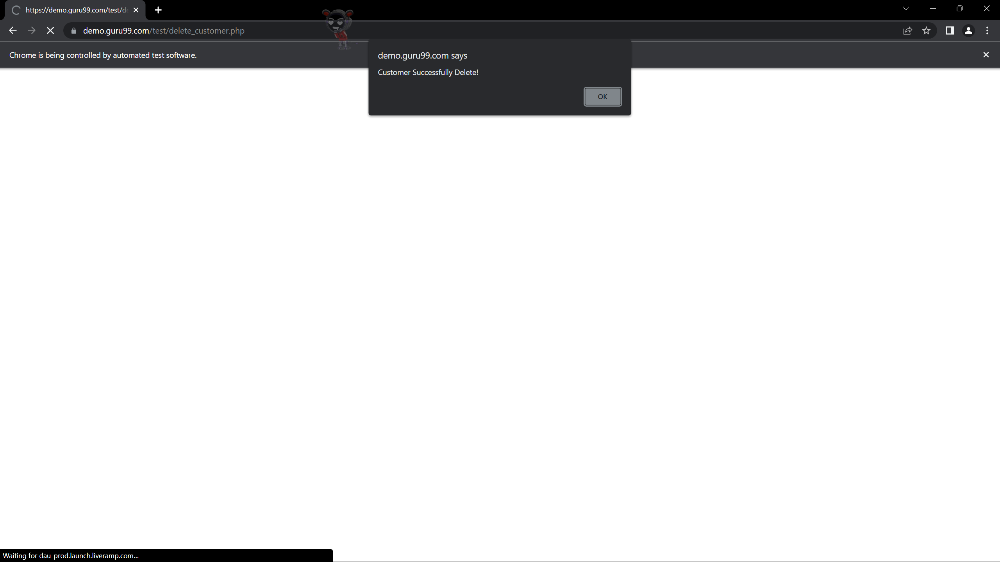 https://demo.guru99.com/test/de
demo.guru99.com/test/delete_customer.php
Chrome is being controlled by automated test software.
demo.guru99.com says
Customer Successfully Delete!
OK
Waiting for dau-prod.launch.liveramp.com...